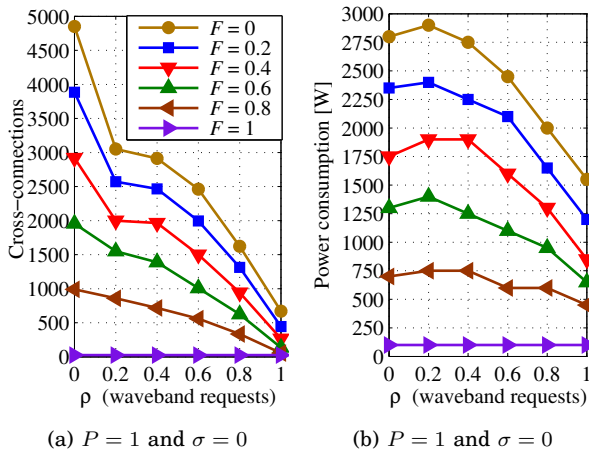 5000
4500
4000
3500
3000
2500
2000
1500
1000
500
0
Cross−connections
0 0.2 0.4 0.6 0.8 1
ρ (waveband requests)
F = 0
F = 0.2
F = 0.4
F = 0.6
F = 0.8
F = 1
(a) P = 1 and σ = 0
3000
2750
2500
2250
2000
1750
1500
1250
1000
750
500
250
0
Power consumption [W]
0 0.2 0.4 0.6 0.8 1
ρ (waveband requests)
(b) P = 1 and σ = 0